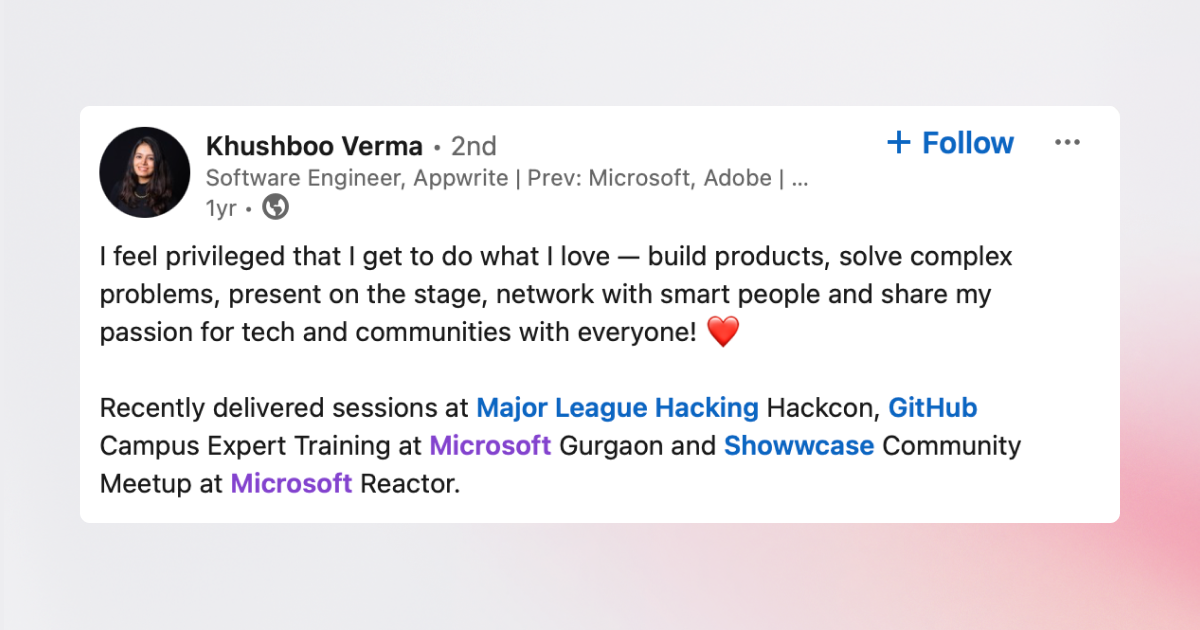 Khushboo Verma • 2nd
+ Follow
Software Engineer, Appwrite | Prev: Microsoft, Adobe | ...
1yr •
I feel privileged that I get to do what I love — build products, solve complex
problems, present on the stage, network with smart people and share my
passion for tech and communities with everyone! ❤️
Recently delivered sessions at Major League Hacking Hackcon, GitHub
Campus Expert Training at Microsoft Gurgaon and Showwcase Community
Meetup at Microsoft Reactor.